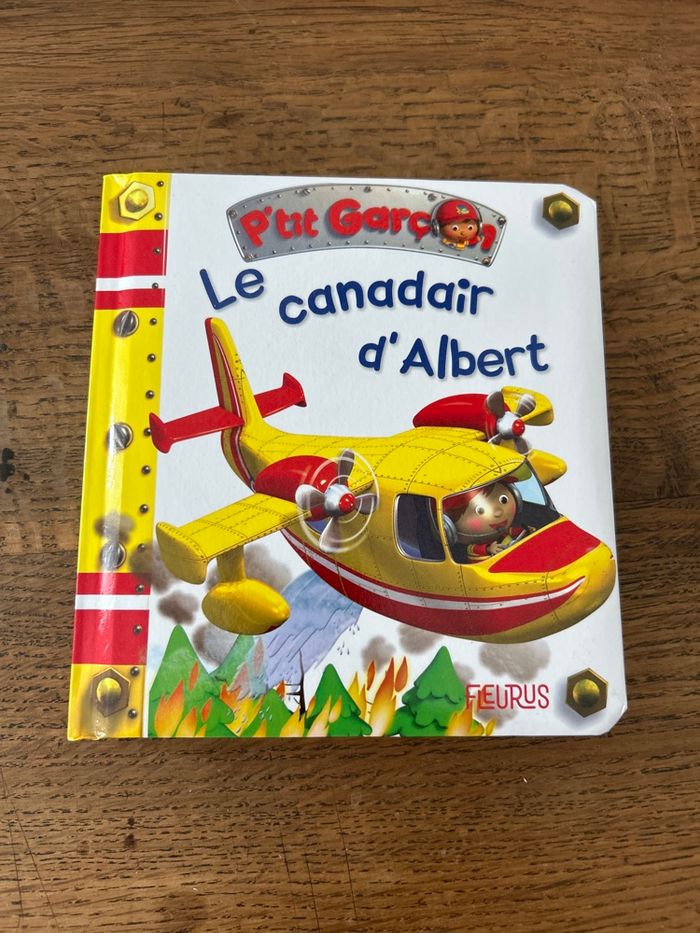 P'tit Garçon
Le canadair
d'Albert
FLEURUS